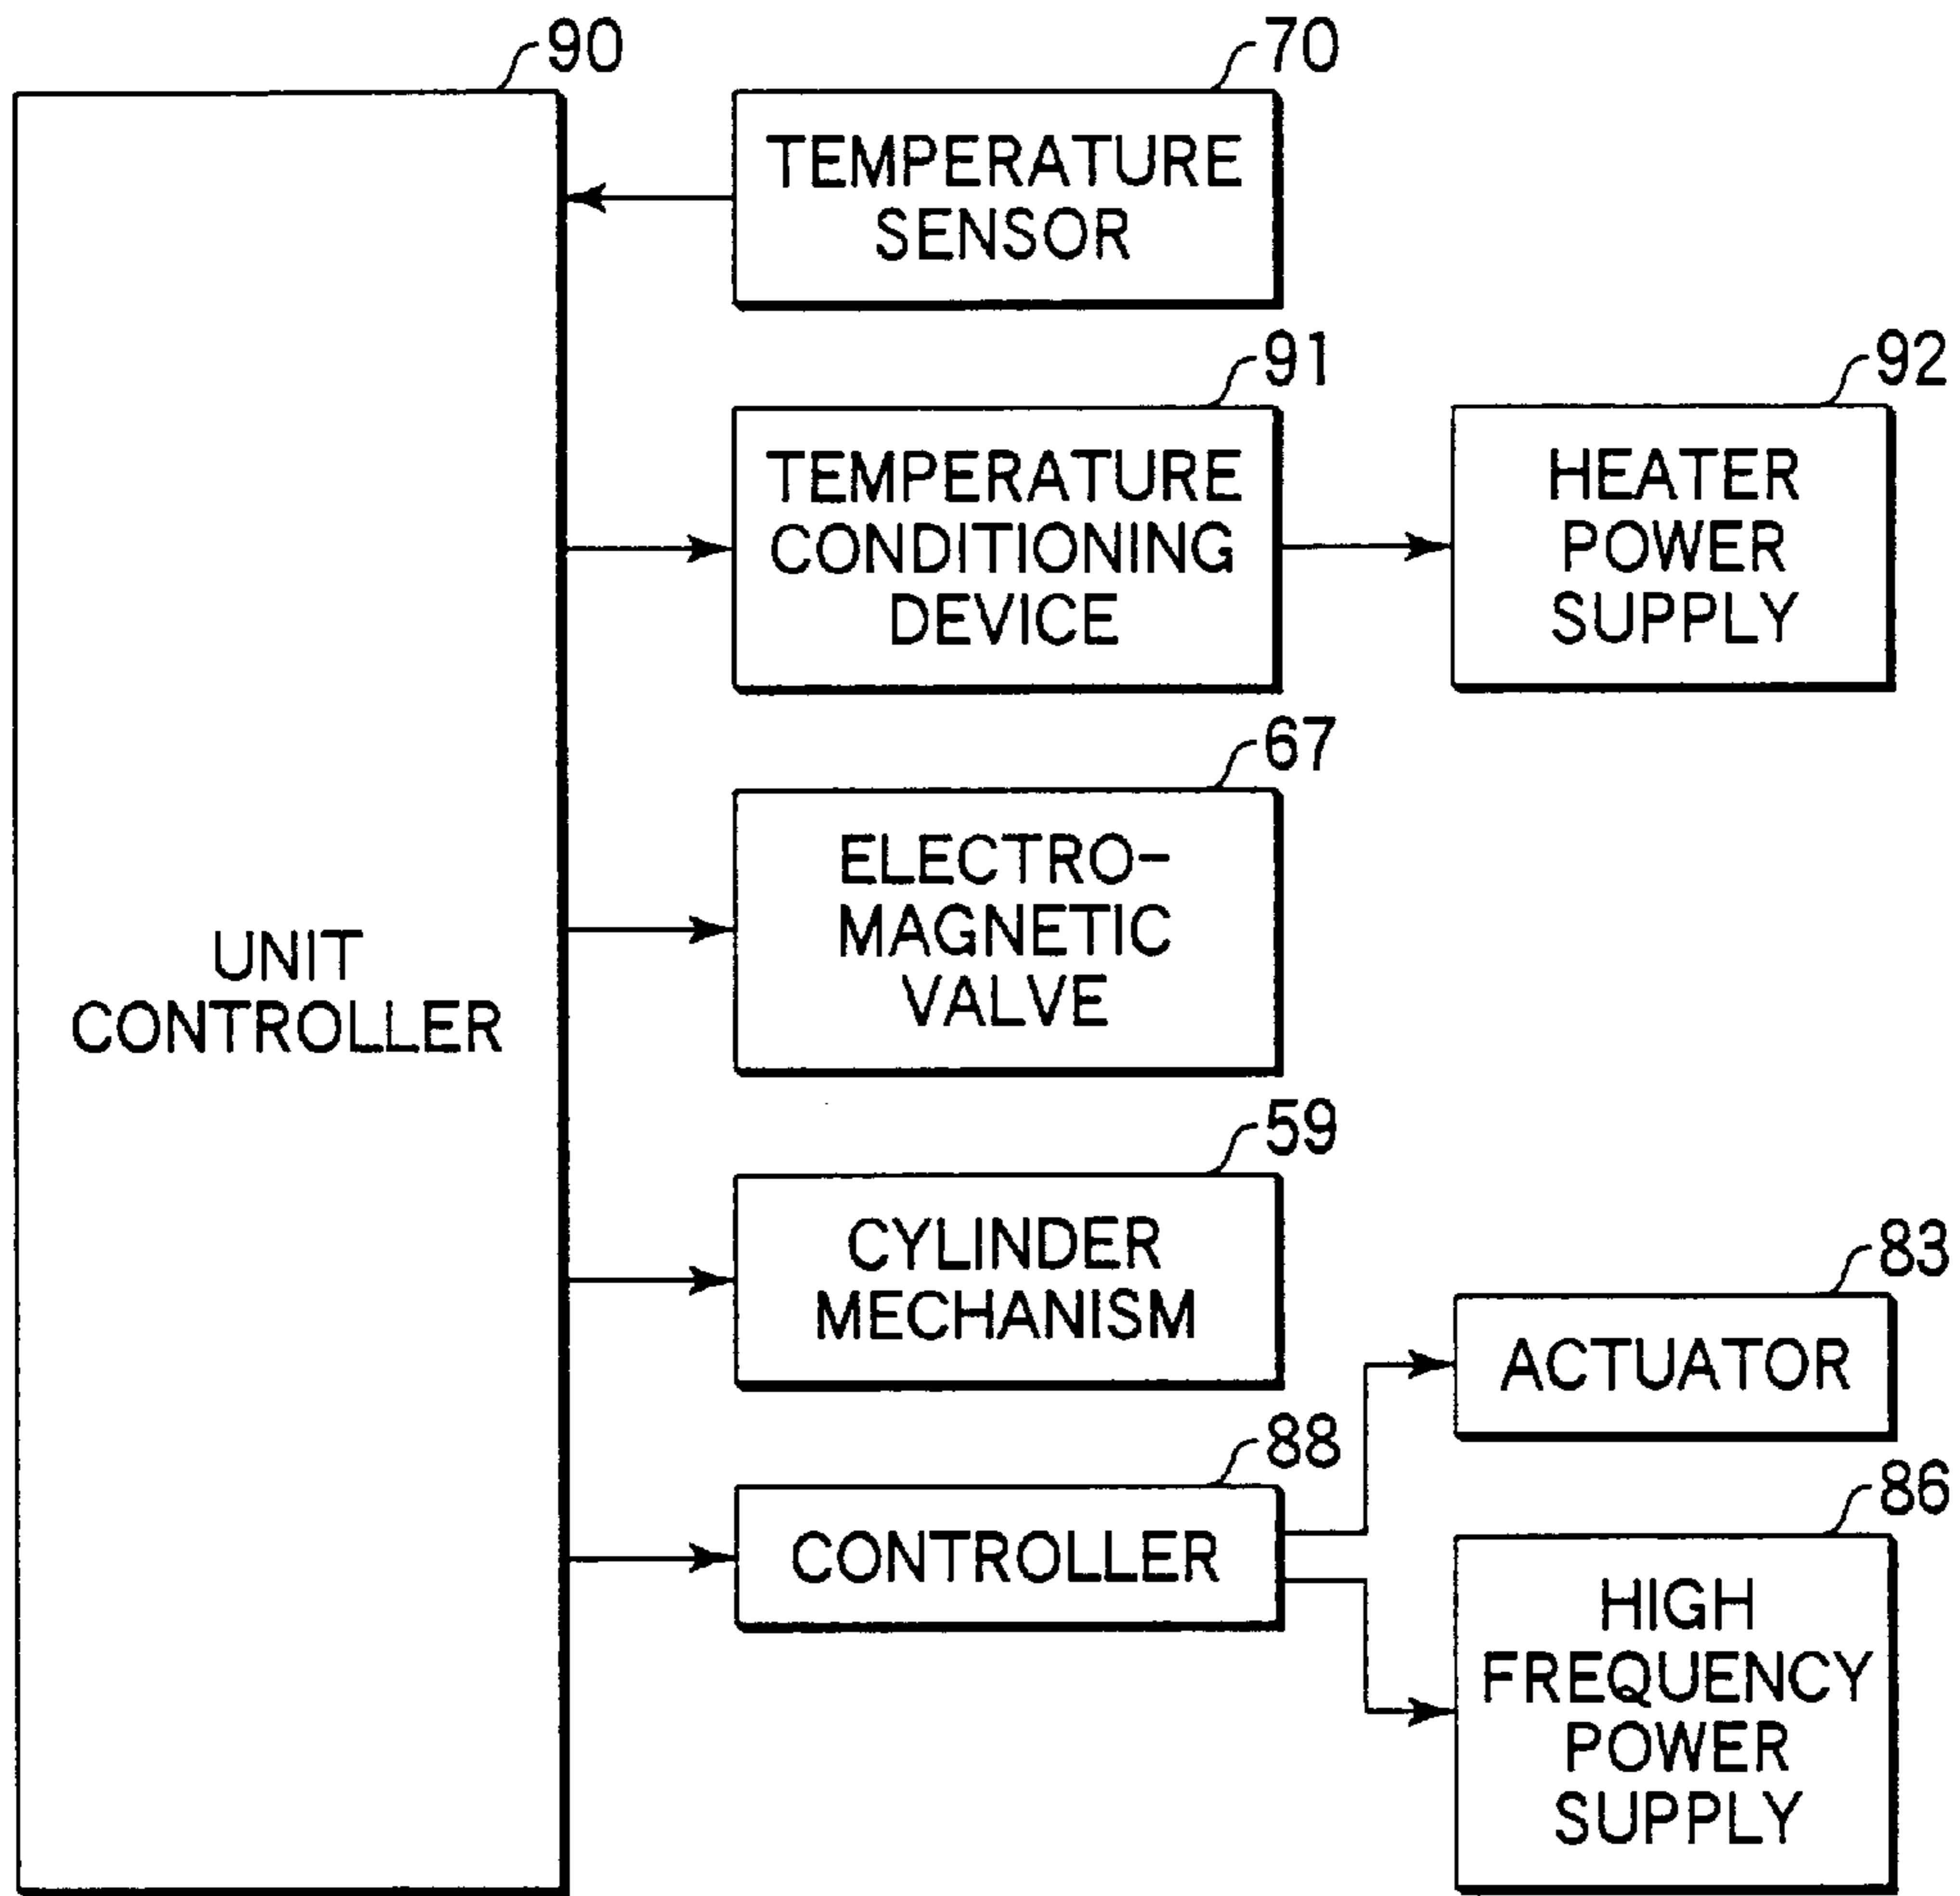 90
UNIT
CONTROLLER
70
TEMPERATURE
SENSOR
91
TEMPERATURE
CONDITIONING
DEVICE
92
HEATER
POWER
SUPPLY
67
ELECTRO-
MAGNETIC
VALVE
59
CYLINDER
MECHANISM
88
CONTROLLER
83
ACTUATOR
86
HIGH
FREQUENCY
POWER
SUPPLY